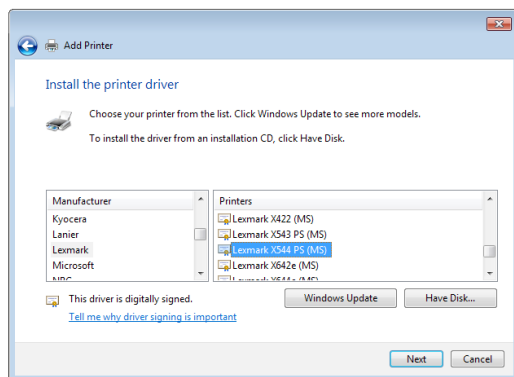 Add Printer
Install the printer driver
Choose your printer from the list. Click Windows Update to see more models.
To install the driver from an installation CD, click Have Disk.
Manufacturer
Kyocera
Lanier
Lexmark
Microsoft
Printers
Lexmark X422 (MS)
Lexmark X543 PS (MS)
Lexmark X544 PS (MS)
Lexmark X642e (MS)
This driver is digitally signed.
Tell me why driver signing is important
Windows Update
Have Disk...
Next
Cancel